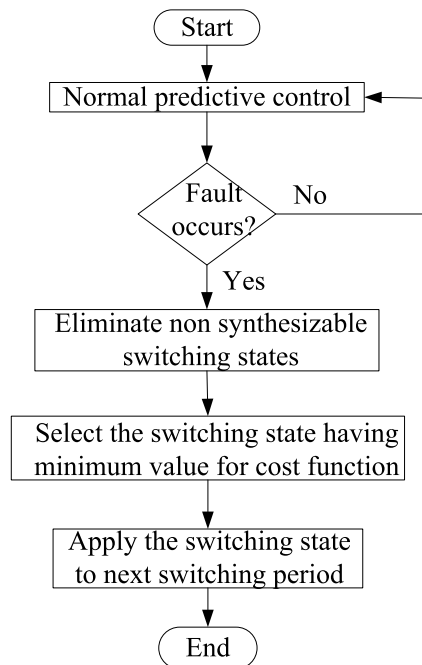 Start
Normal predictive control
Fault
occurs?
No
Yes
Eliminate non synthesizable
switching states
Select the switching state having
minimum value for cost function
Apply the switching state
to next switching period
End